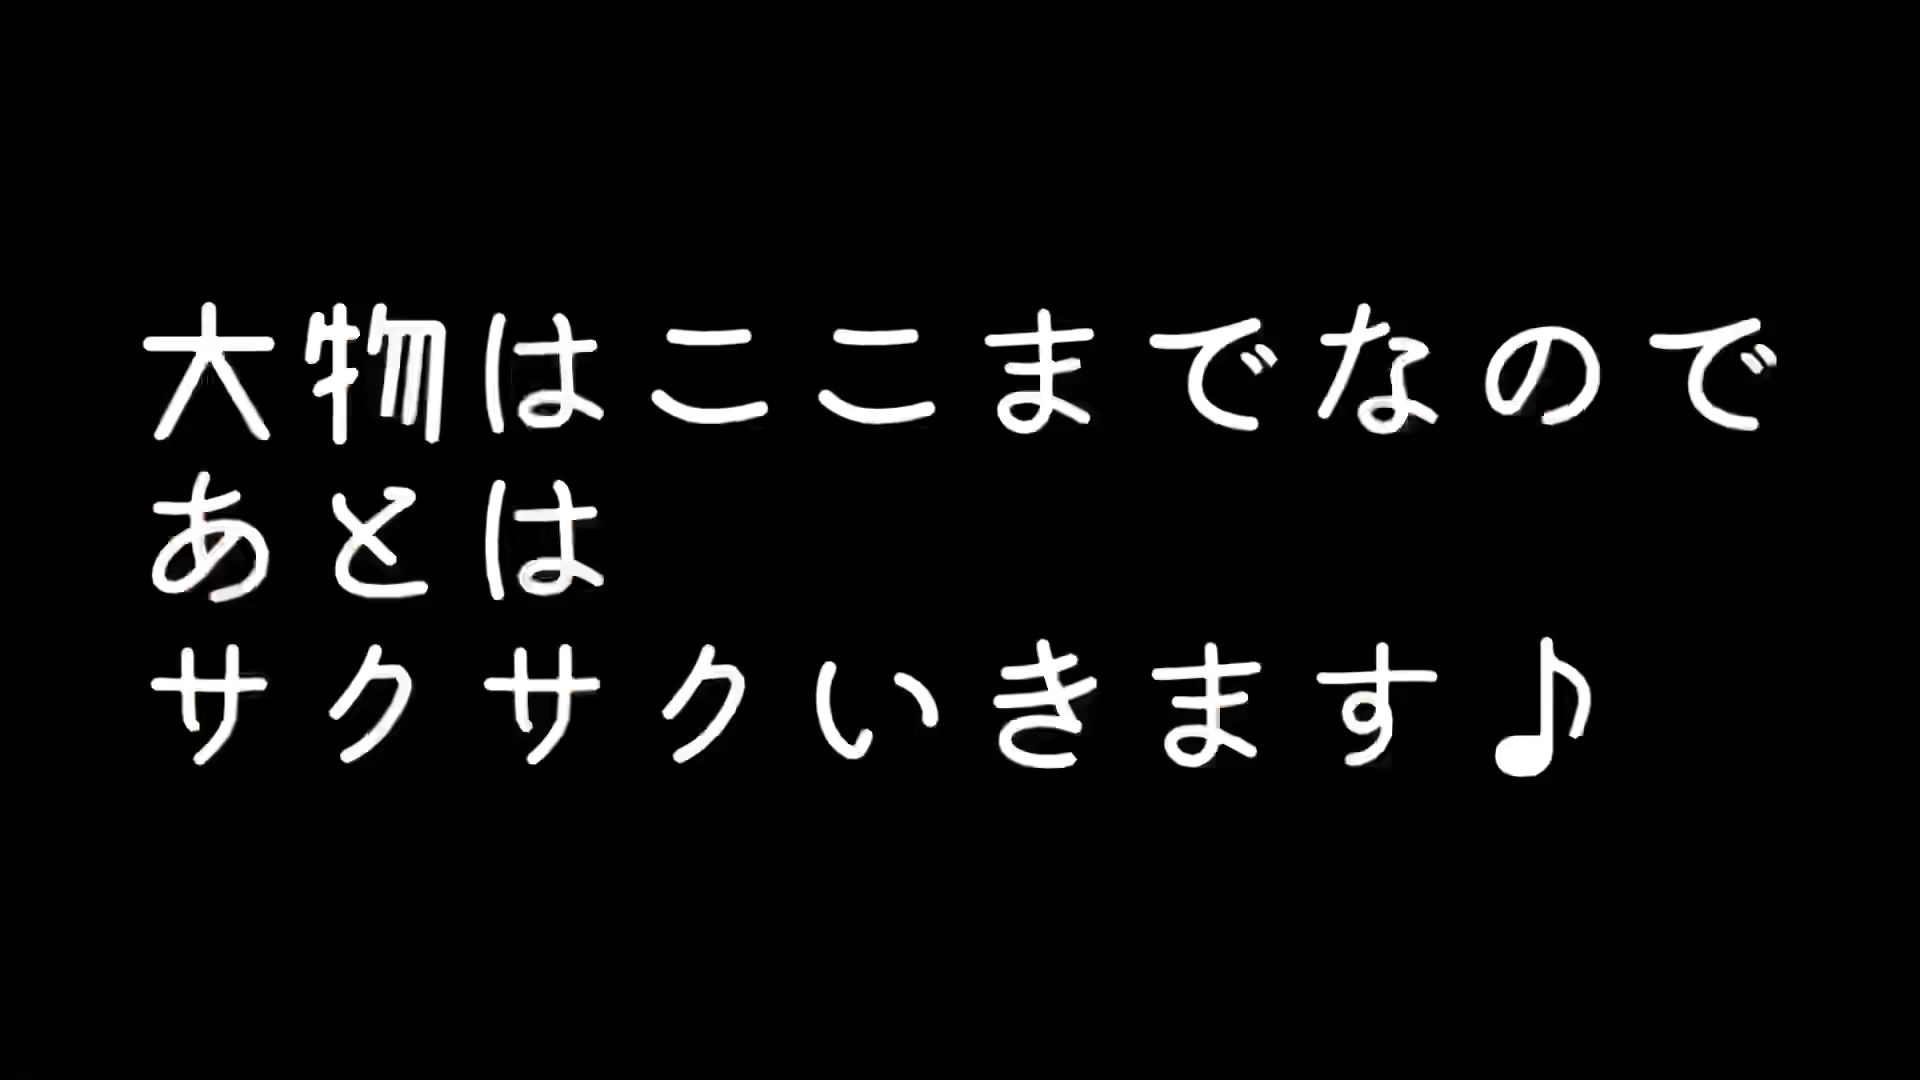 大物はここまでなので
あとは
サクサクいきます♪